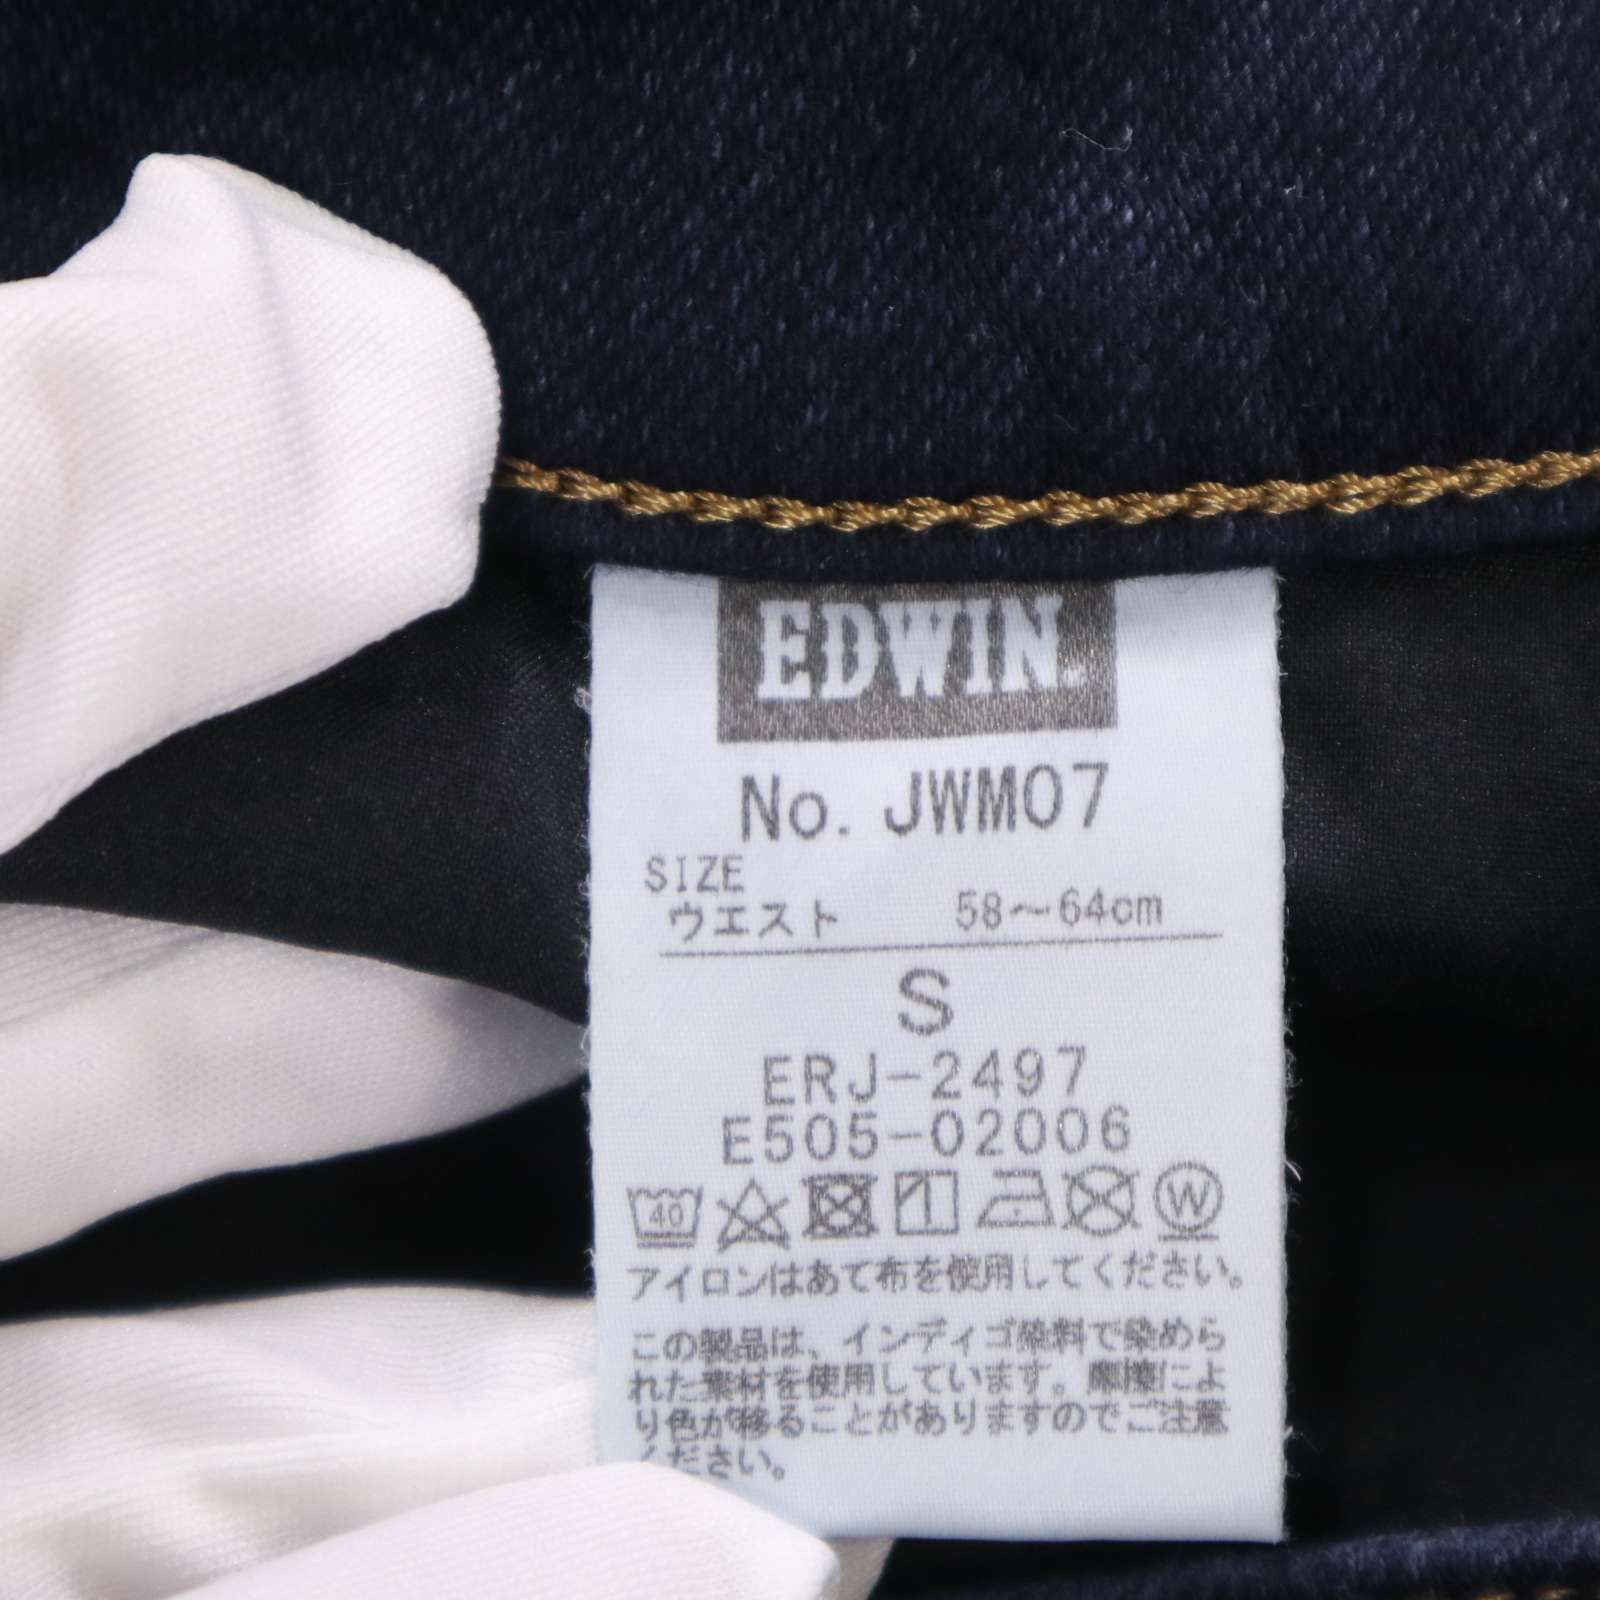 EDWIN
No. JWM07
SIZE
ウエスト 58～64cm
S
ERJ-2497
E505-02006
40 1 W
アイロンはあて布を使用してください。
この製品は、インディゴ染料で染めら
れた素材を使用しています。摩擦によ
り色が移ることがありますのでご注意
ください。